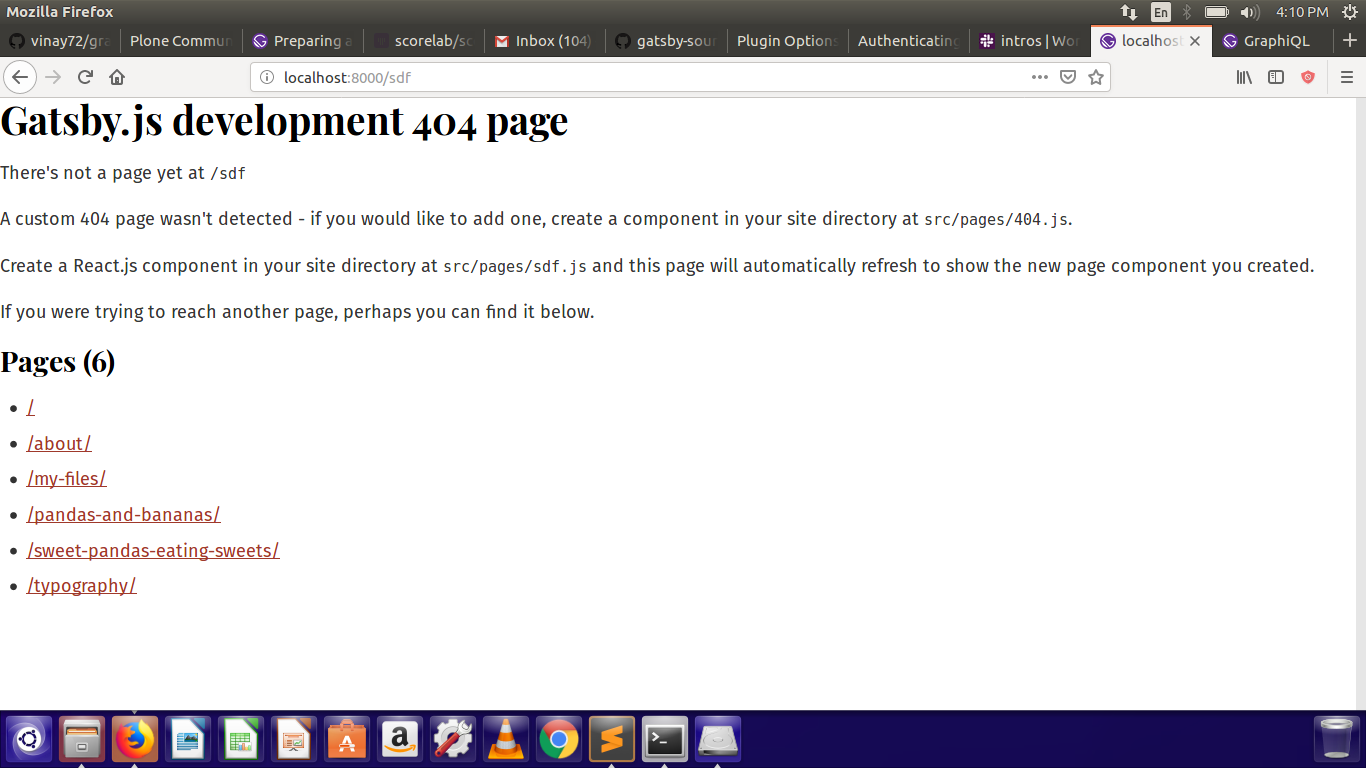 Mozilla Firefox
En
4:10 PM
vinay72/gra
Plone Commun
Preparing a
scorelab/sc
Inbox (104)
gatsby-sour
Plugin Options
Authenticating
intros | Wor
localhost
GraphiQL
localhost:8000/sdf
Gatsby.js development 404 page
There's not a page yet at /sdf
A custom 404 page wasn't detected - if you would like to add one, create a component in your site directory at src/pages/404.js.
Create a React.js component in your site directory at src/pages/sdf.js and this page will automatically refresh to show the new page component you created.
If you were trying to reach another page, perhaps you can find it below.
Pages (6)
/
/about/
/my-files/
/pandas-and-bananas/
/sweet-pandas-eating-sweets/
/typography/